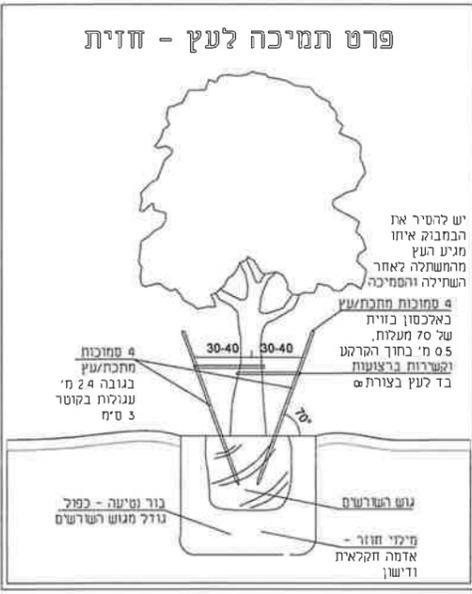 פרט תמיכה לעץ - חזית
יש להסיר את
הבמבוק איתו
מגיע העץ
מהמשתלה לאחר
השתילה והסמיכה
4 סמוכות מתכת/עץ
באלכסון בזוית
של 70 מעלות,
0.5 מ' בתוך הקרקע
וקשורות ברצועות
בד לעץ בצורת ∞
30-40 30-40
4 סמוכות
מתכת/עץ
בגובה 2.4 מ'
עגולות בקוטר
3 ס"מ
70°
גוש השורשים
בור נטיעה - כפול
גודל מגוש השורשים
מילוי חוזר -
אדמה חקלאית
ודישון